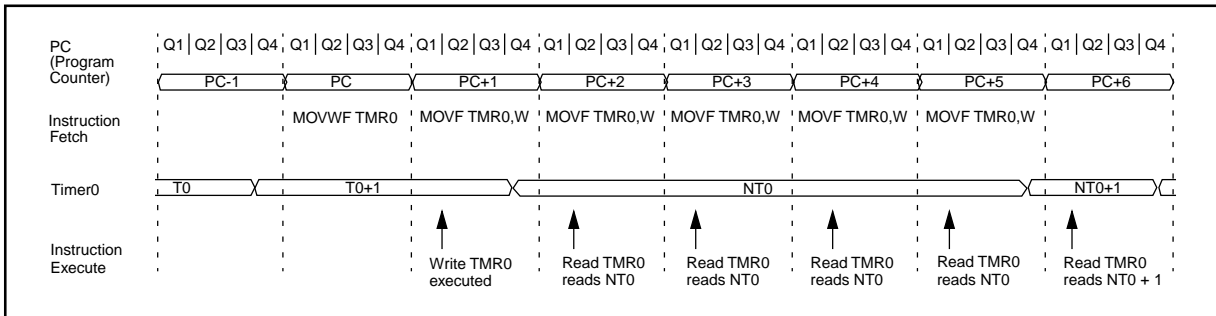 PC
(Program
Counter)
Q1 Q2 Q3 Q4 Q1 Q2 Q3 Q4 Q1 Q2 Q3 Q4 Q1 Q2 Q3 Q4 Q1 Q2 Q3 Q4 Q1 Q2 Q3 Q4 Q1 Q2 Q3 Q4 Q1 Q2 Q3 Q4
PC-1 PC PC+1 PC+2 PC+3 PC+4 PC+5 PC+6
Instruction
Fetch
MOVWF TMR0 MOVF TMR0,W MOVF TMR0,W MOVF TMR0,W MOVF TMR0,W MOVF TMR0,W
Timer0
T0 T0+1 NT0 NT0+1
Instruction
Execute
Write TMR0
executed
Read TMR0
reads NT0
Read TMR0
reads NT0
Read TMR0
reads NT0
Read TMR0
reads NT0
Read TMR0
reads NT0 + 1